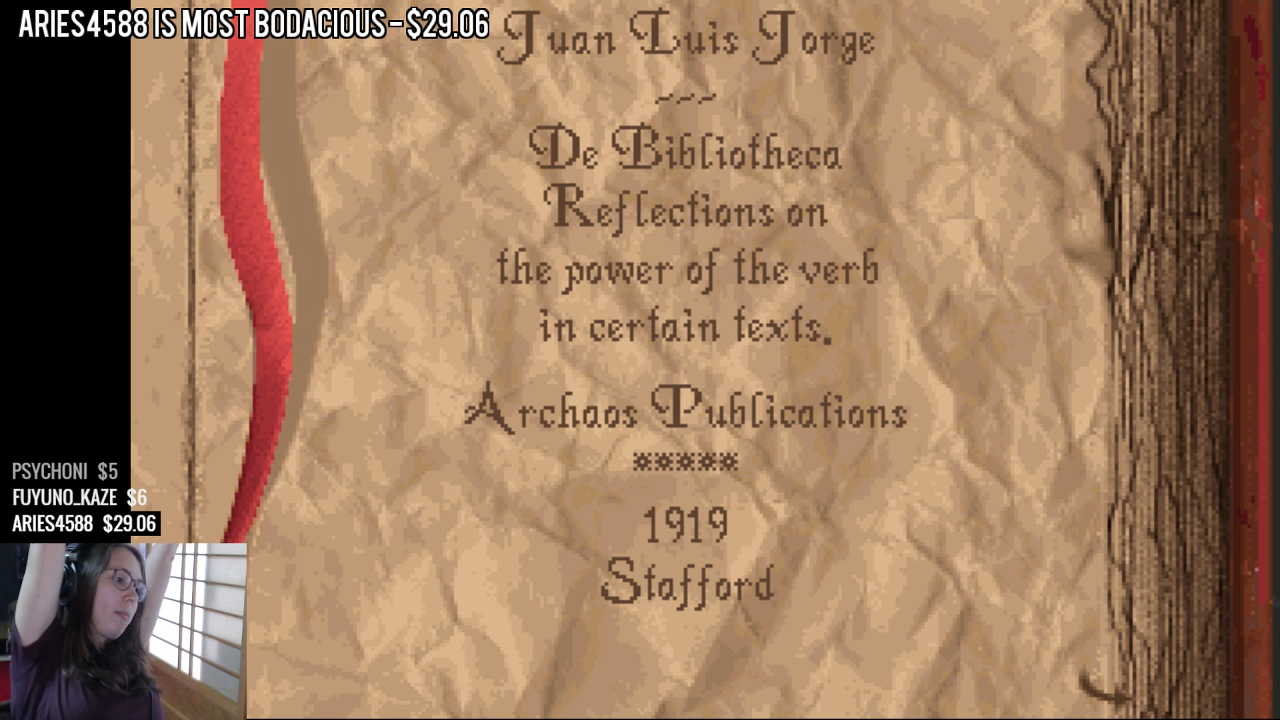 ARIES4588 IS MOST BODACIOUS - $29.06
Juan Luis Jorge
~~~
De Bibliotheca
Reflections on
the power of the verb
in certain texts.
Archaos Publications
*****
1919
Stafford
PSYCHONI $5
FUYUNO_KAZE $6
ARIES4588 $29.06